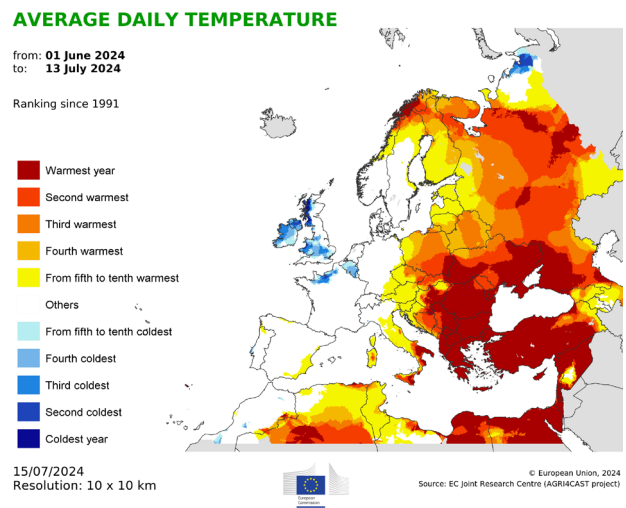 AVERAGE DAILY TEMPERATURE
from: 01 June 2024
to: 13 July 2024
Ranking since 1991
Warmest year
Second warmest
Third warmest
Fourth warmest
From fifth to tenth warmest
Others
From fifth to tenth coldest
Fourth coldest
Third coldest
Second coldest
Coldest year
15/07/2024
Resolution: 10 x 10 km
European
Commission
© European Union, 2024
Source: EC Joint Research Centre (AGRI4CAST project)